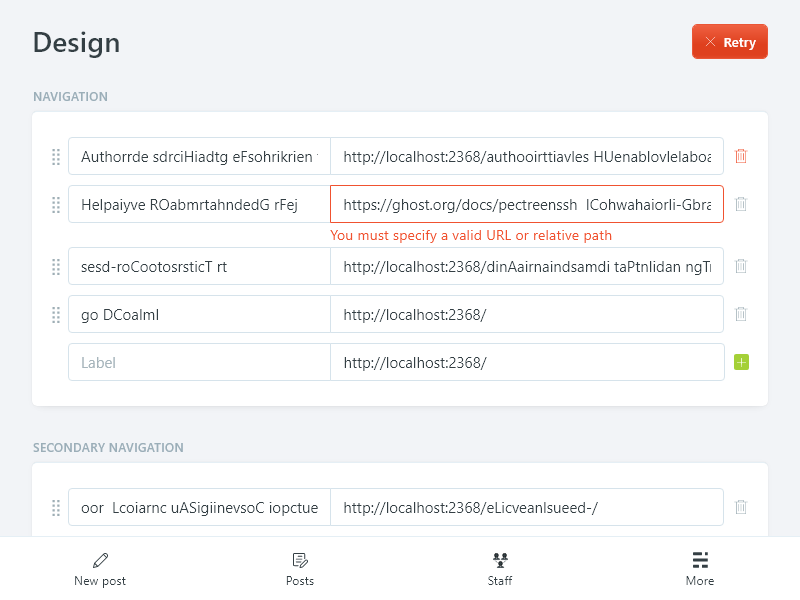 Design
Retry
NAVIGATION
Authorrde sdrciHiadtg eFsohrikrien
http://localhost:2368/authooirttiavles HUenablovlelaboa
Helpaiyve ROabmrtahndedG rFej
https://ghost.org/docs/pectreenssh lCohwahaiorli-Gbra
You must specify a valid URL or relative path
sesd-roCootosrsticT rt
http://localhost:2368/dinAairnaindsamdi taPtnlidan ngTi
go DCoalmI
http://localhost:2368/
Label
http://localhost:2368/
SECONDARY NAVIGATION
oor Lcoiarnc uASigiinevsoC iopctue
http://localhost:2368/eLicveanlsueed-/
New post
Posts
Staff
More